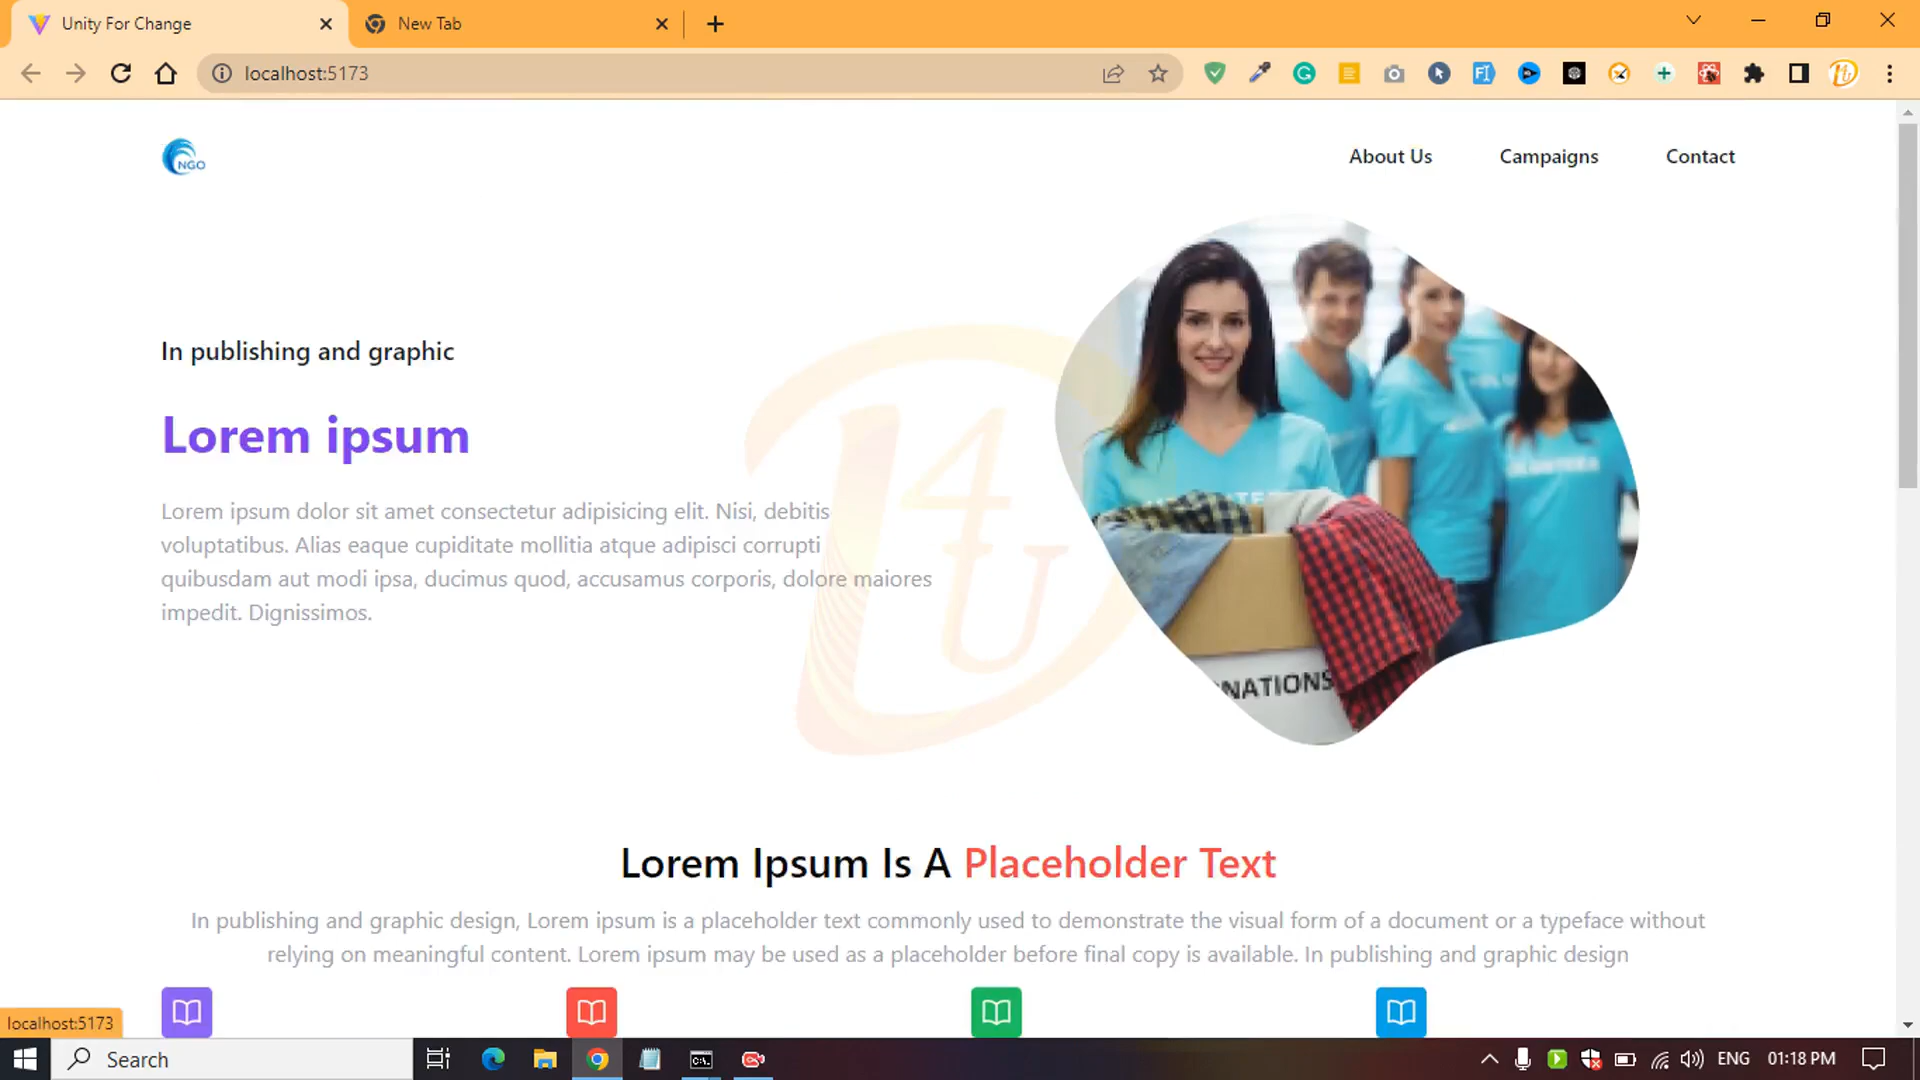 Unity For Change
New Tab
localhost:5173
NGO
About Us
Campaigns
Contact
In publishing and graphic
Lorem ipsum
Lorem ipsum dolor sit amet consectetur adipisicing elit. Nisi, debitis
voluptatibus. Alias eaque cupiditate mollitia atque adipisci corrupti
quibusdam aut modi ipsa, ducimus quod, accusamus corporis, dolore maiores
impedit. Dignissimos.
4
U
NATIONS
Lorem Ipsum Is A Placeholder Text
In publishing and graphic design, Lorem ipsum is a placeholder text commonly used to demonstrate the visual form of a document or a typeface without
relying on meaningful content. Lorem ipsum may be used as a placeholder before final copy is available. In publishing and graphic design
localhost:5173
Search
ENG
01:18 PM